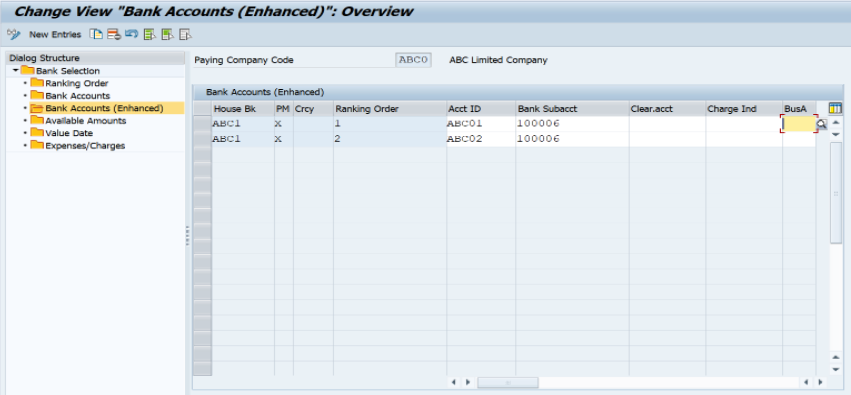 Change View "Bank Accounts (Enhanced)": Overview
New Entries
Dialog Structure
Bank Selection
Ranking Order
Bank Accounts
Bank Accounts (Enhanced)
Available Amounts
Value Date
Expenses/Charges
Paying Company Code ABC0 ABC Limited Company
Bank Accounts (Enhanced)
House Bk PM Crcy Ranking Order Acct ID Bank Subacct Clear.acct Charge Ind BusA
ABC1 X 1 ABC01 100006
ABC1 X 2 ABC02 100006